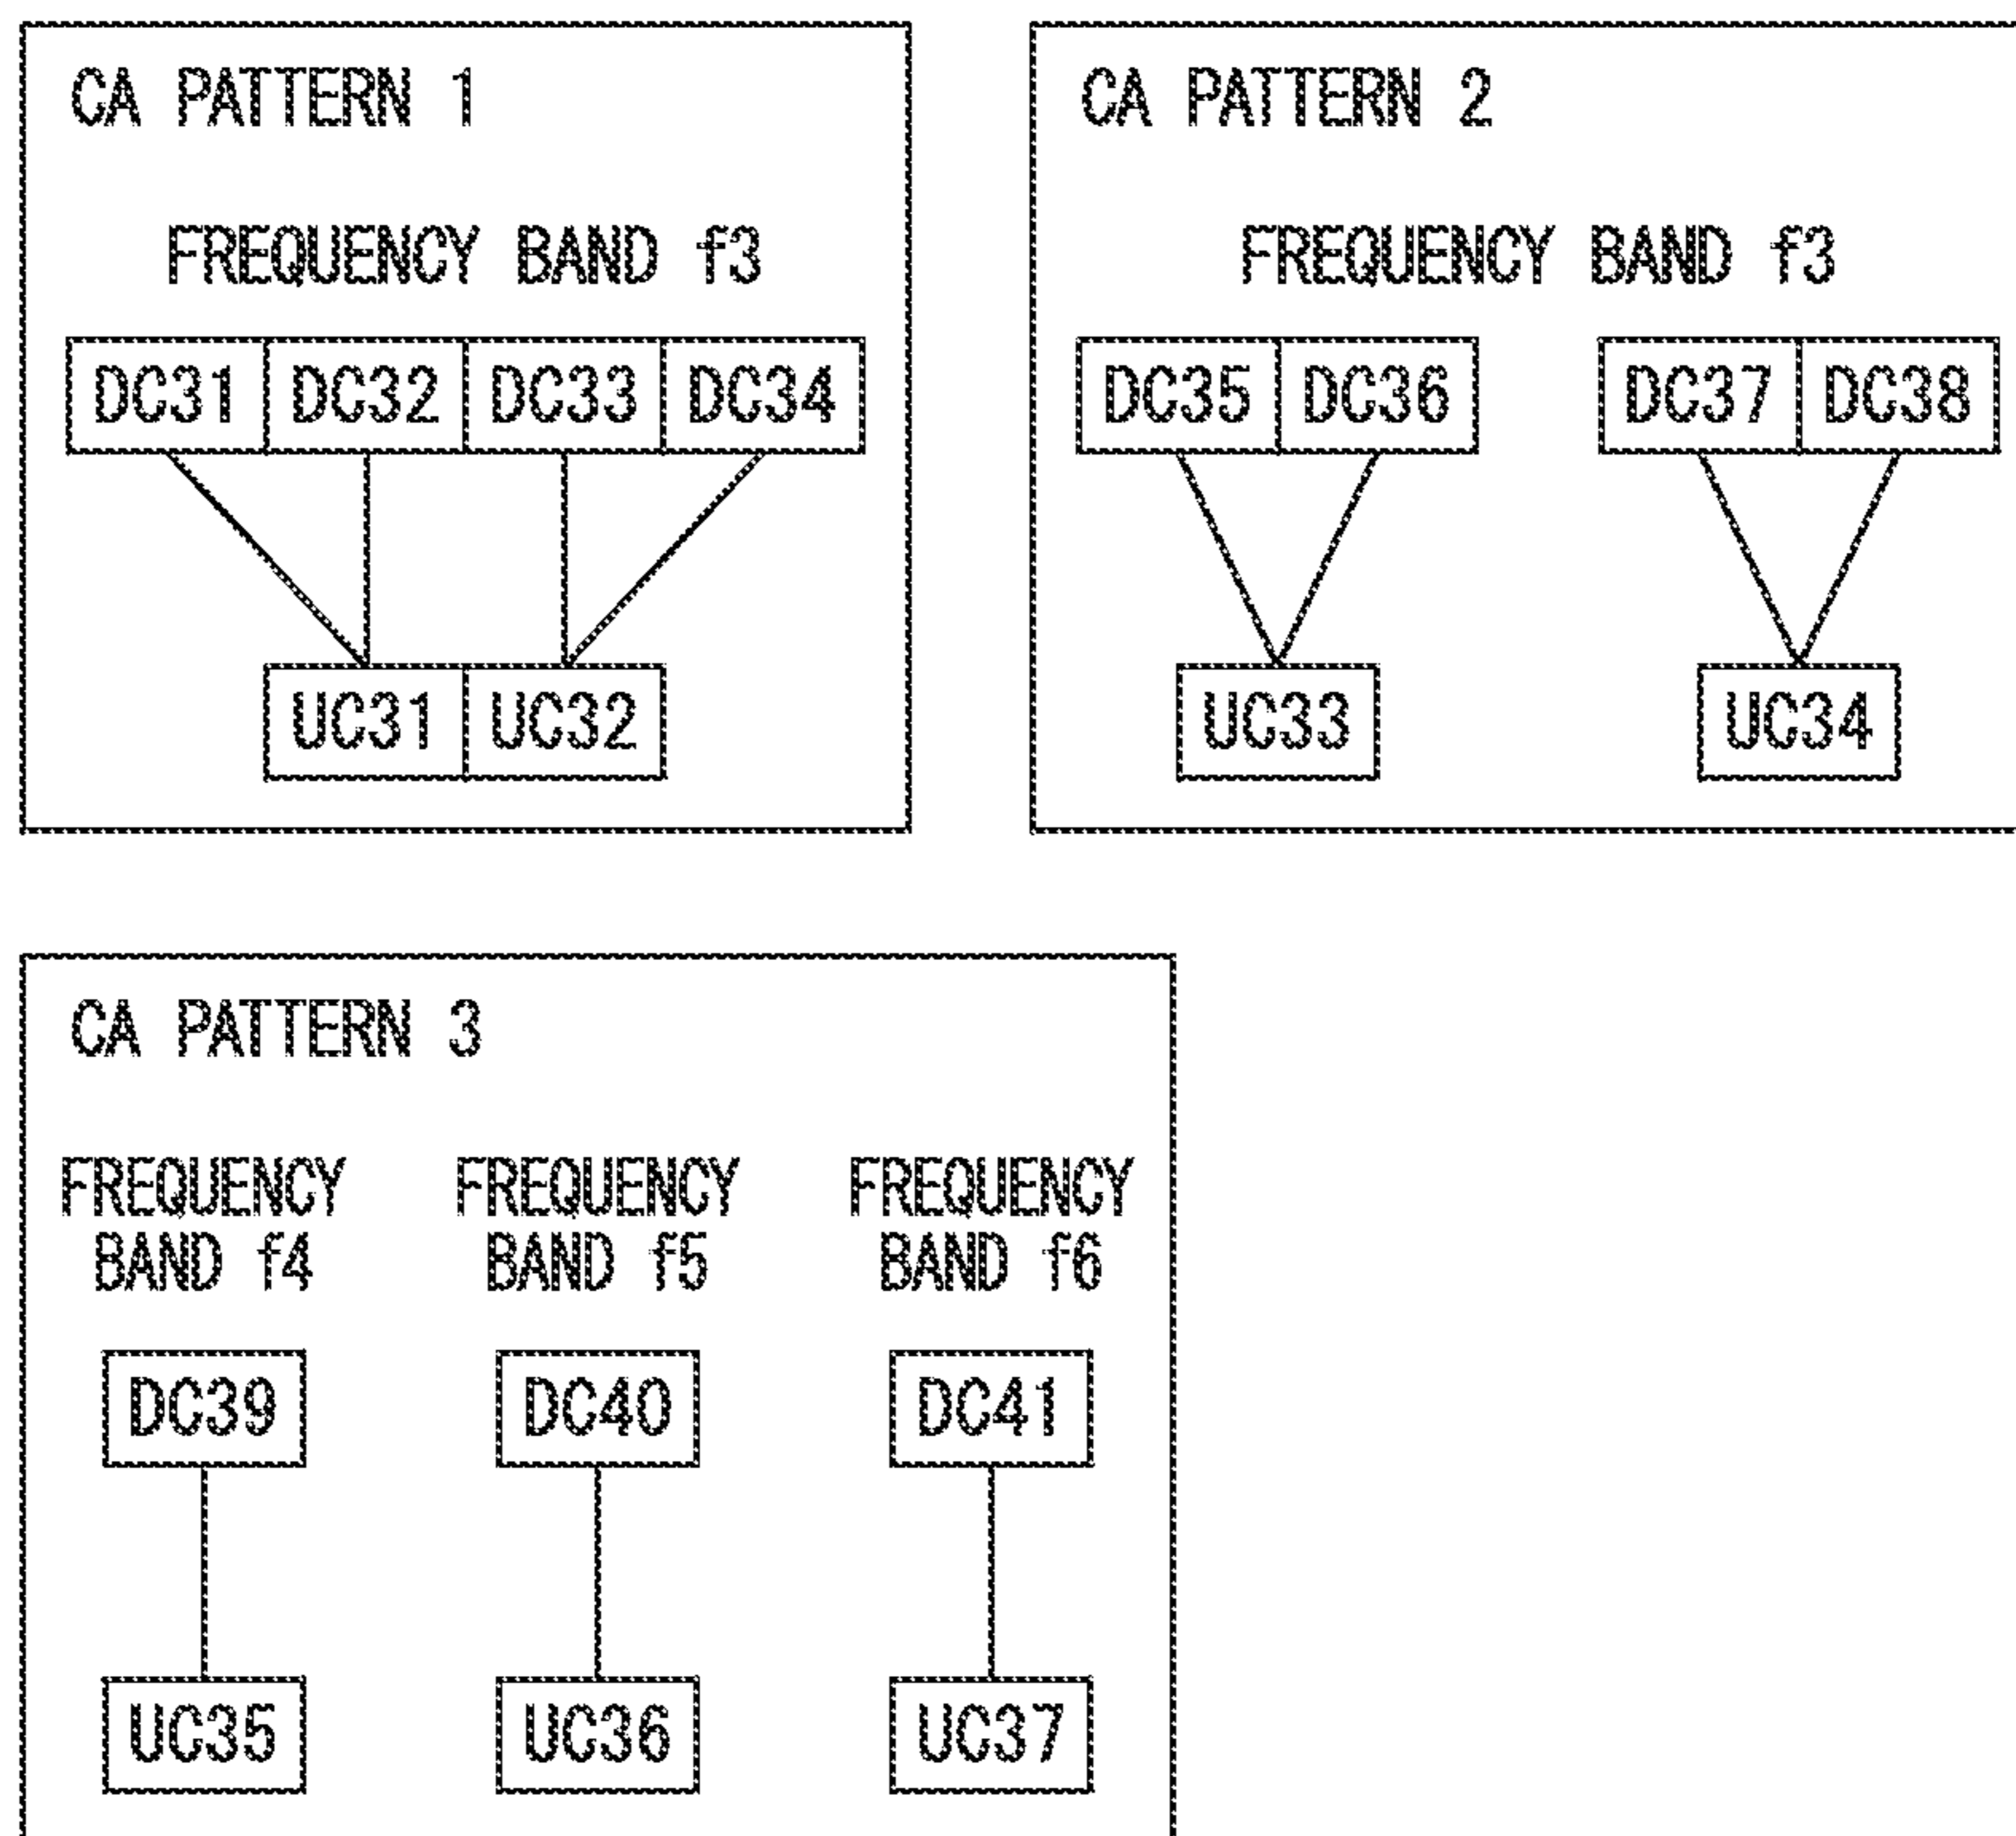 CA PATTERN 1
FREQUENCY BAND f3
DC31 DC32 DC33 DC34
UC31 UC32
CA PATTERN 2
FREQUENCY BAND f3
DC35 DC36 DC37 DC38
UC33 UC34
CA PATTERN 3
FREQUENCY BAND f4
FREQUENCY BAND f5
FREQUENCY BAND f6
DC39 DC40 DC41
UC35 UC36 UC37